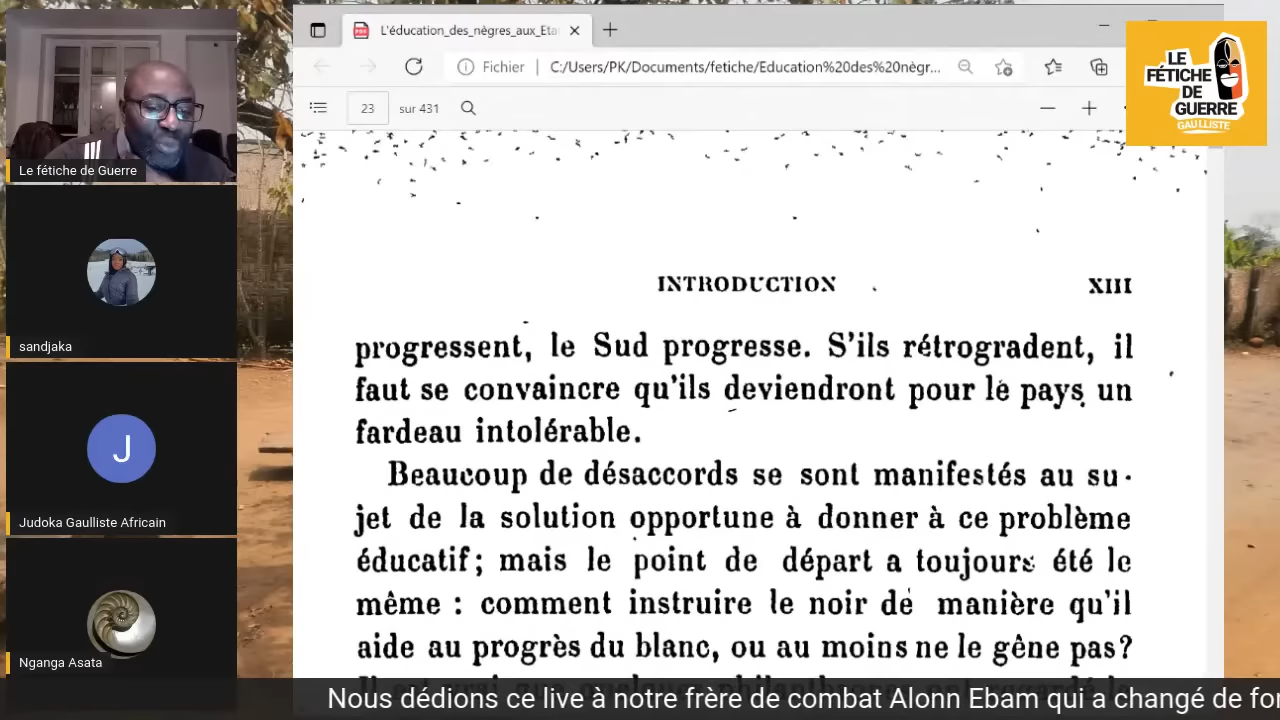 Le fétiche de Guerre
sandjaka
J
Judoka Gaulliste Africain
Nganga Asata
L'éducation_des_nègres_aux_Eta
Fichier
C:/Users/PK/Documents/fetiche/Education%20des%20nègr...
23 sur 431
LE
FÉTICHE
DE
GUERRE
GAULLISTE
INTRODUCTION XIII
progressent, le Sud progresse. S'ils rétrogradent, il
faut se convaincre qu'ils deviendront pour le pays un
fardeau intolérable.
Beaucoup de désaccords se sont manifestés au su-
jet de la solution opportune à donner à ce problème
éducatif; mais le point de départ a toujours été le
même : comment instruire le noir de manière qu'il
aide au progrès du blanc, ou au moins ne le gêne pas?
Nous dédions ce live à notre frère de combat Alonn Ebam qui a changé de fo